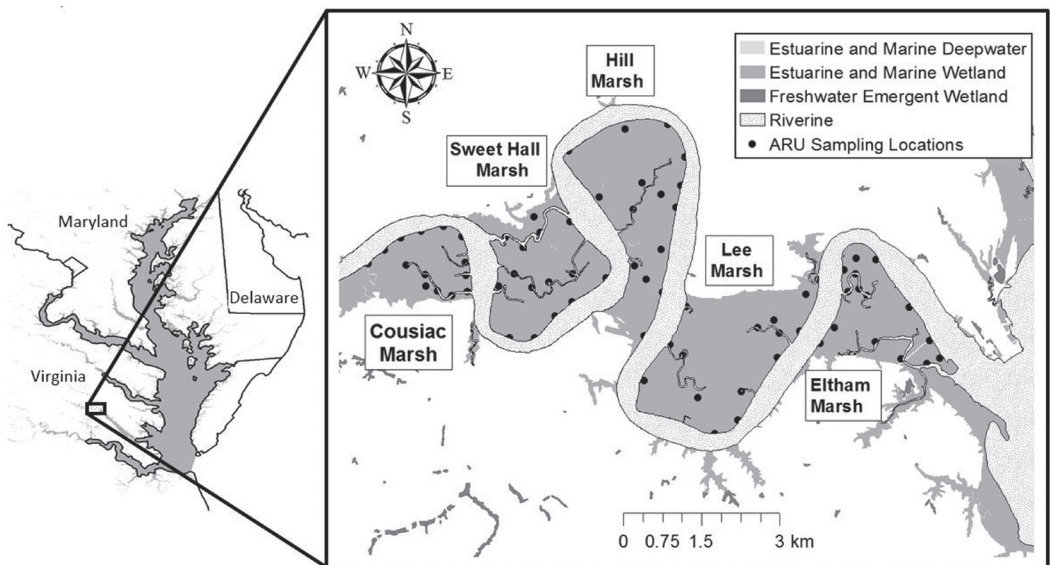 N
W
E
S
Hill
Marsh
Sweet Hall
Marsh
Estuarine and Marine Deepwater
Estuarine and Marine Wetland
Freshwater Emergent Wetland
Riverine
ARU Sampling Locations
Maryland
Delaware
Virginia
Lee
Marsh
Cousiac
Marsh
Eltham
Marsh
0 0.75 1.5 3 km